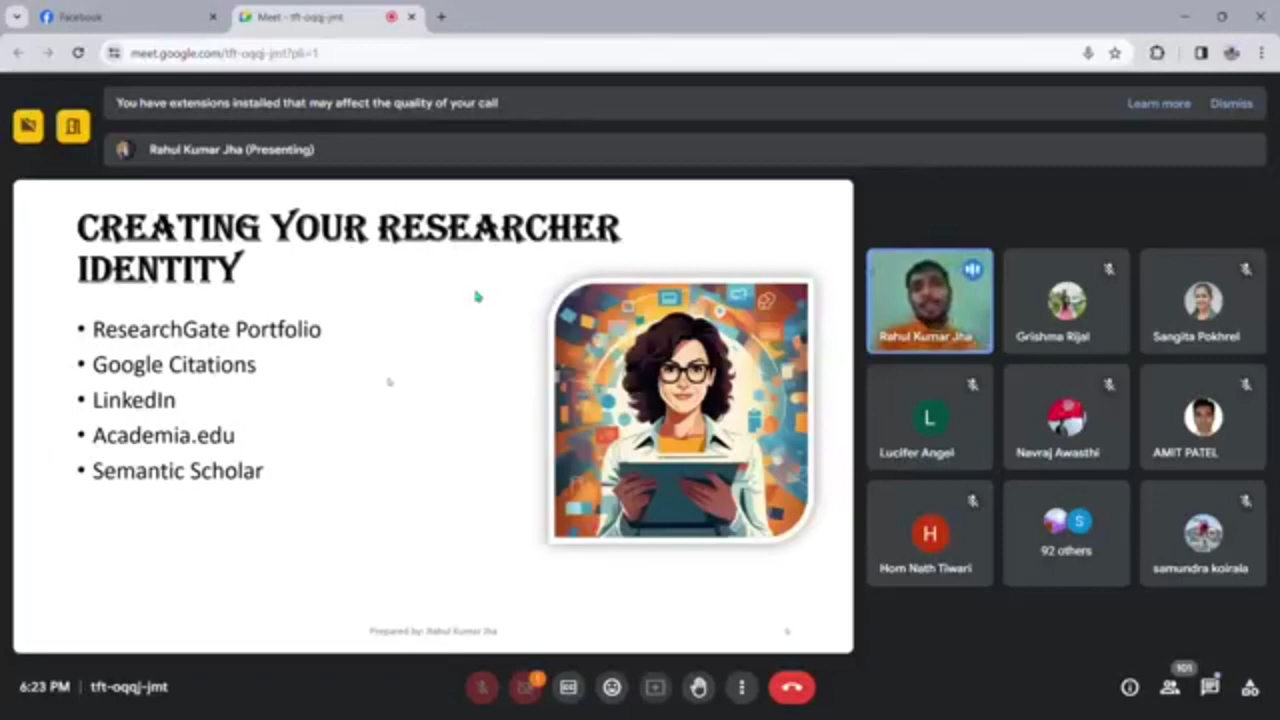 Facebook
Meet - tft-oqqj-jmt
meet.google.com/tft-oqqj-jmt?pli=1
You have extensions installed that may affect the quality of your call
Learn more
Dismiss
Rahul Kumar Jha (Presenting)
CREATING YOUR RESEARCHER
IDENTITY
• ResearchGate Portfolio
• Google Citations
• LinkedIn
• Academia.edu
• Semantic Scholar
Prepared by: Rahul Kumar Jha
Rahul Kumar Jha
Grishma Rijal
Sangita Pokhrel
L
Lucifer Angel
Navraj Awasthi
AMIT PATEL
H
Hom Nath Tiwari
S
92 others
samundra koirala
6:23 PM | tft-oqqj-jmt
CC
101